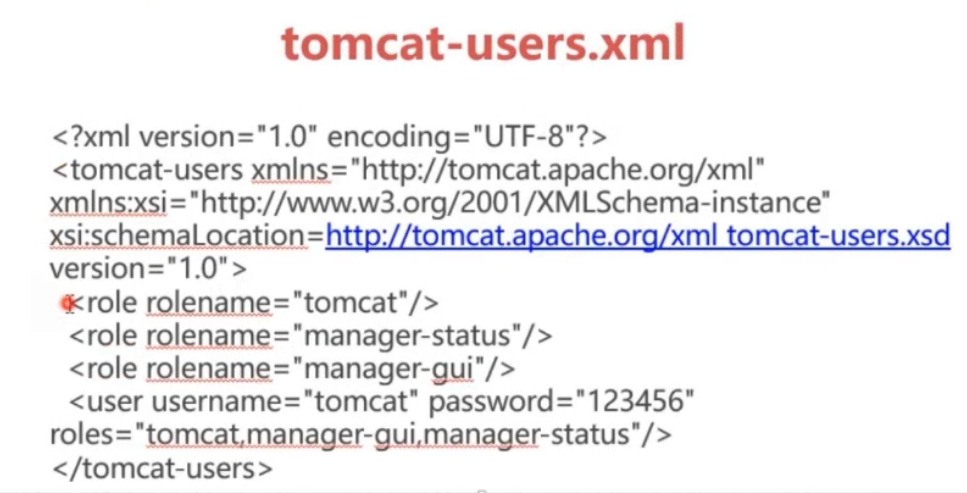 tomcat-users.xml
<?xml version="1.0" encoding="UTF-8"?>
<tomcat-users xmlns="http://tomcat.apache.org/xml"
xmlns:xsi="http://www.w3.org/2001/XMLSchema-instance"
xsi:schemaLocation=http://tomcat.apache.org/xml tomcat-users.xsd
version="1.0">
<role rolename="tomcat"/>
<role rolename="manager-status"/>
<role rolename="manager-gui"/>
<user username="tomcat" password="123456"
roles="tomcat,manager-gui,manager-status"/>
</tomcat-users>